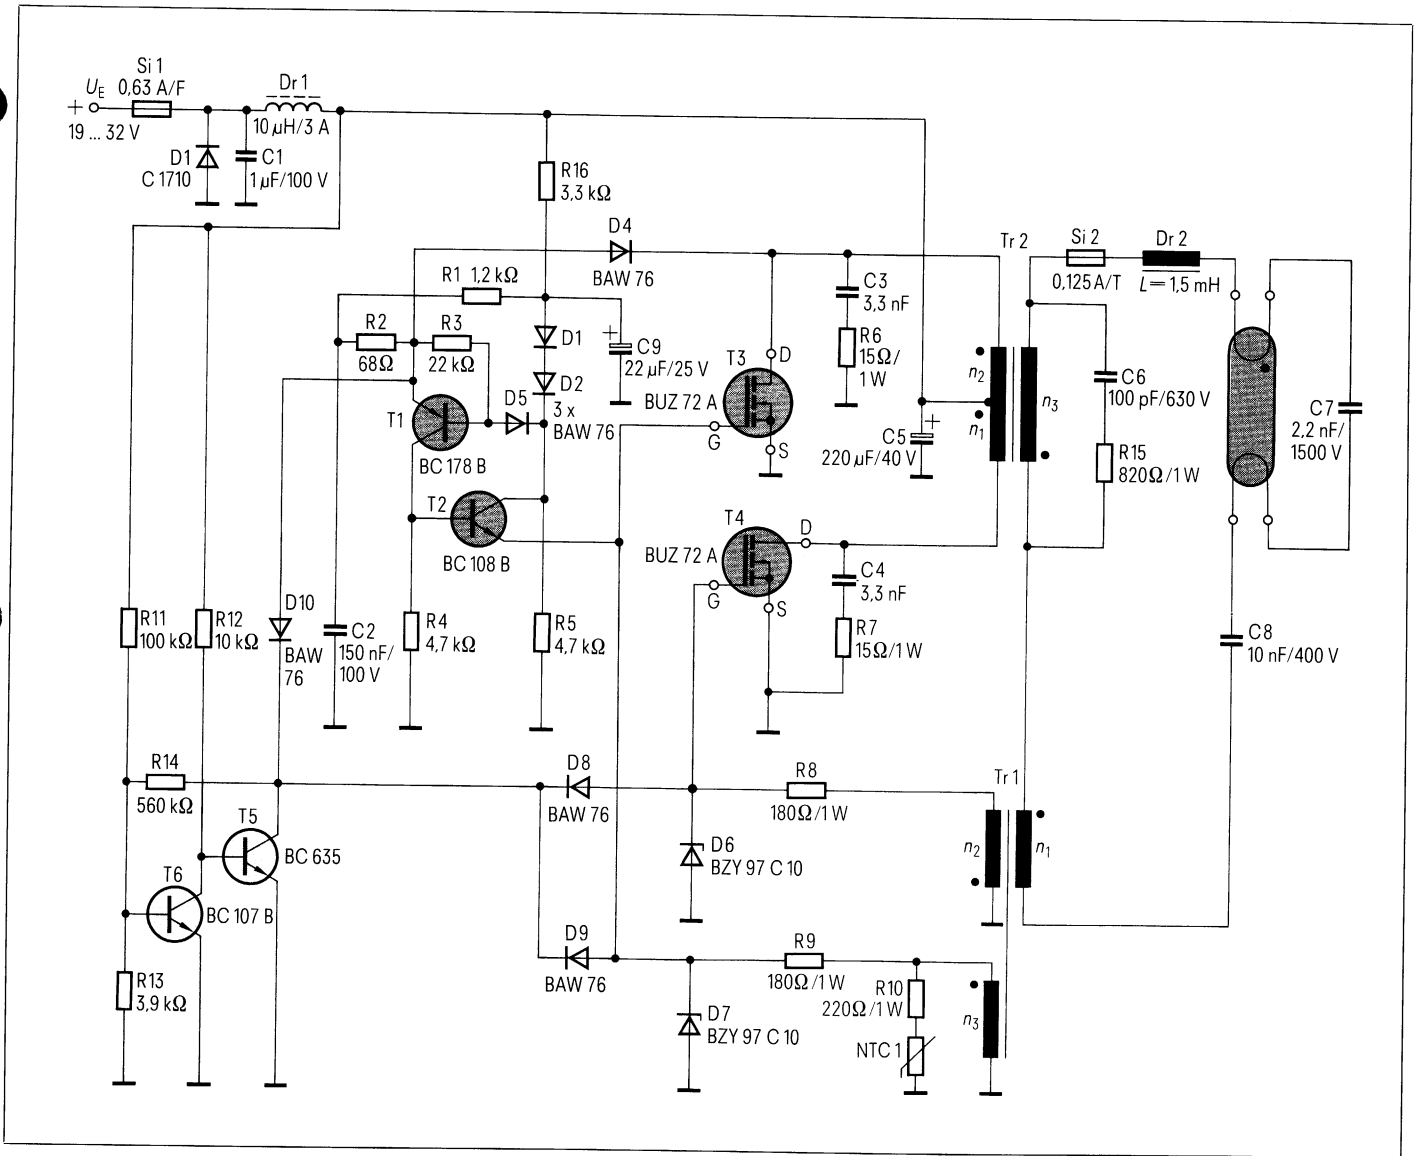 Si 1
U_E 0,63 A/F
Dr 1
+
19 ... 32 V
10 µH/3 A
D1
C 1710
C1
1 µF/100 V
R16
3,3 kΩ
D4
BAW 76
R1 1,2 kΩ
R2
68Ω
R3
22 kΩ
D1
D2
+
C9
22 µF/25 V
D5
3 x
BAW 76
T1
BC 178 B
T2
BC 108 B
T3
BUZ 72 A
D
G
S
C3
3,3 nF
R6
15Ω/
1 W
+
C5
220 µF/40 V
Tr 2
n2
n1
n3
Si 2
0,125 A/T
Dr 2
L = 1,5 mH
C6
100 pF/630 V
R15
820Ω/1 W
C7
2,2 nF/
1500 V
T4
BUZ 72 A
D
G
S
C4
3,3 nF
R7
15Ω/1 W
C8
10 nF/400 V
R11
100 kΩ
R12
10 kΩ
D10
BAW
76
C2
150 nF/
100 V
R4
4,7 kΩ
R5
4,7 kΩ
R14
560 kΩ
D8
BAW 76
R8
180Ω/1 W
Tr 1
n2
n1
T5
BC 635
D6
BZY 97 C 10
T6
BC 107 B
D9
BAW 76
R9
180Ω/1 W
R13
3,9 kΩ
D7
BZY 97 C 10
R10
220Ω/1 W
NTC 1
n3